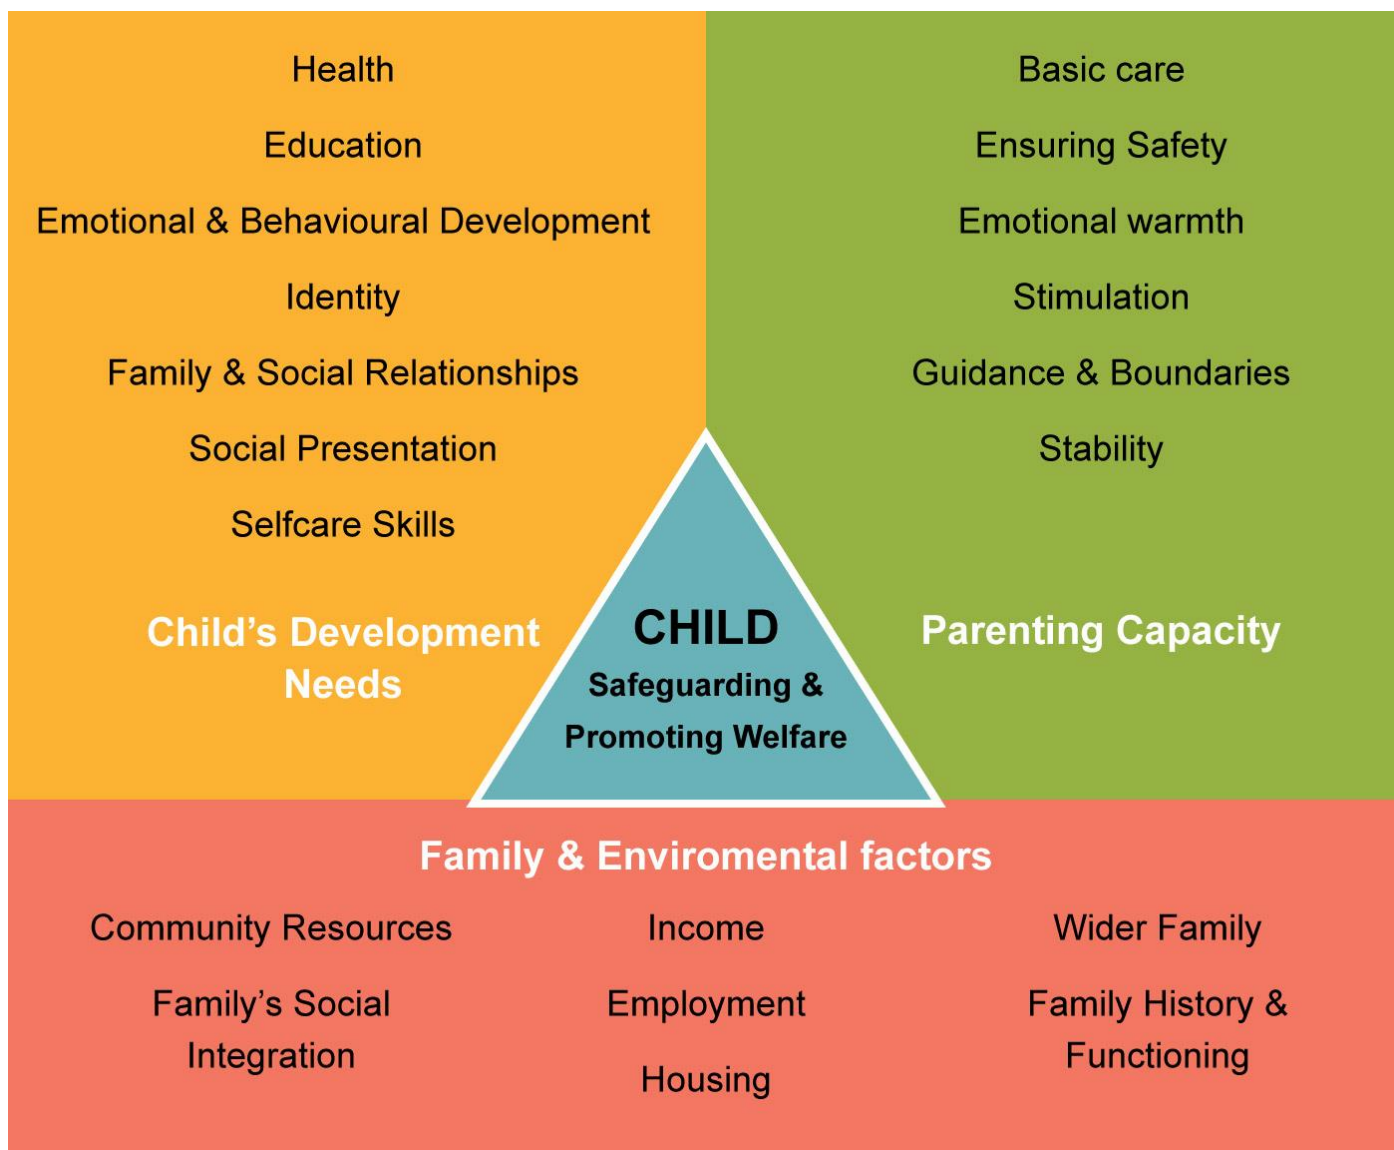 Health
Education
Emotional & Behavioural Development
Identity
Family & Social Relationships
Social Presentation
Selfcare Skills
Child’s Development
Needs
Basic care
Ensuring Safety
Emotional warmth
Stimulation
Guidance & Boundaries
Stability
Parenting Capacity
CHILD
Safeguarding &
Promoting Welfare
Family & Enviromental factors
Community Resources
Family’s Social
Integration
Income
Employment
Housing
Wider Family
Family History &
Functioning